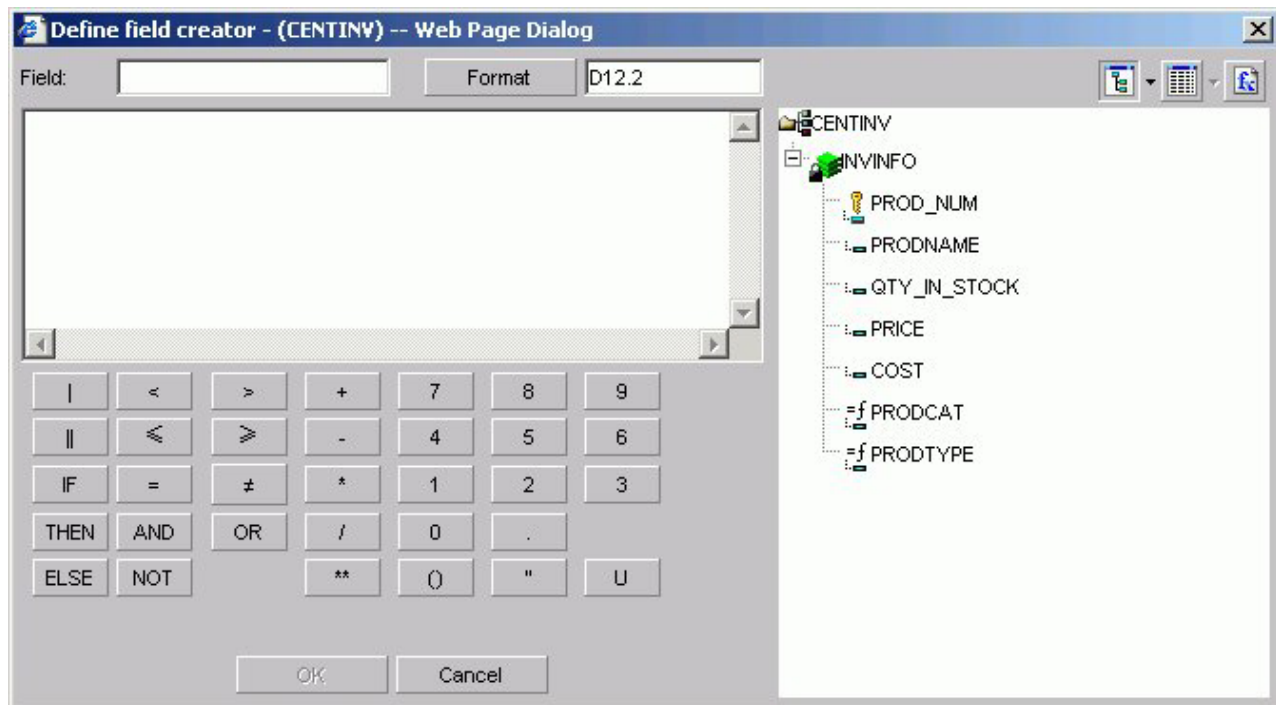 Define field creator - (CENTINV) -- Web Page Dialog
Field: Format D12.2
CENTINV
INVINFO
PROD_NUM
PRODNAME
QTY_IN_STOCK
PRICE
COST
PRODCAT
PRODTYPE
| < > + 7 8 9
|| ⩽ ⩾ - 4 5 6
IF = ≠ * 1 2 3
THEN AND OR / 0 .
ELSE NOT ** () " U
OK Cancel